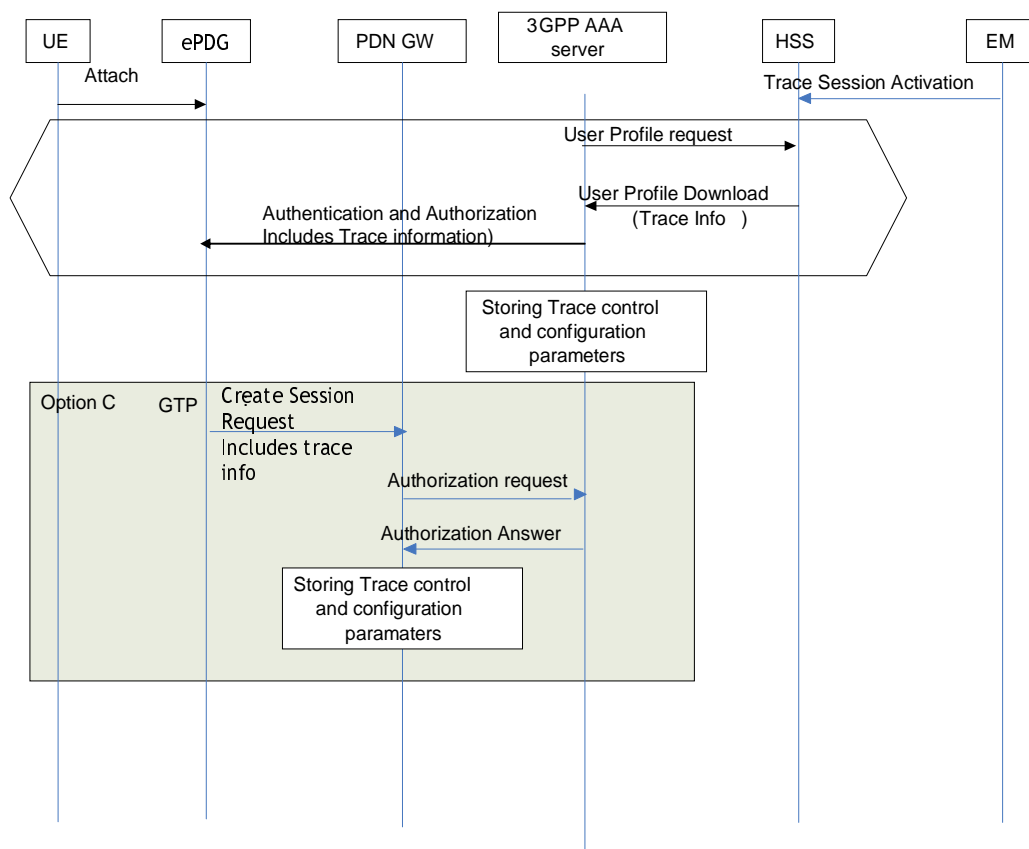 UE
ePDG
PDN GW
3GPP AAA
server
HSS
EM
Attach
Trace Session Activation
User Profile request
User Profile Download
(Trace Info )
Authentication and Authorization
Includes Trace information)
Storing Trace control
and configuration
parameters
Option C
GTP
Create Session
Request
Includes trace
info
Authorization request
Authorization Answer
Storing Trace control
and configuration
paramaters